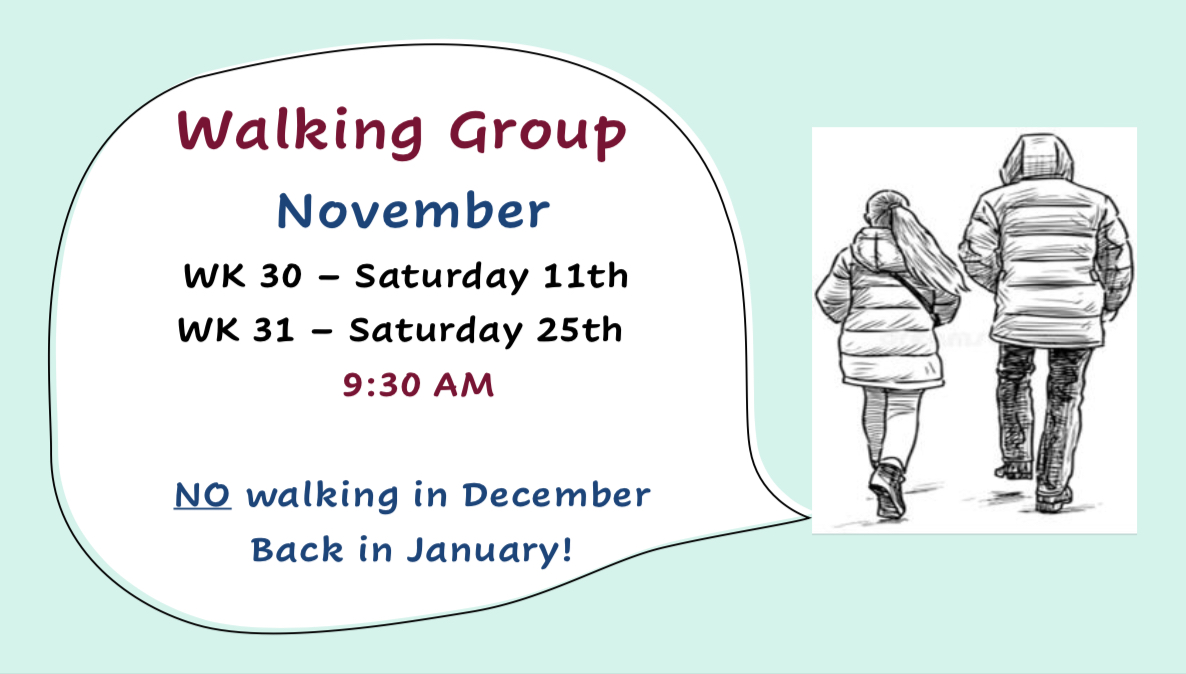 Walking Group
November
WK 30 – Saturday 11th
WK 31 – Saturday 25th
9:30 AM
NO walking in December
Back in January!